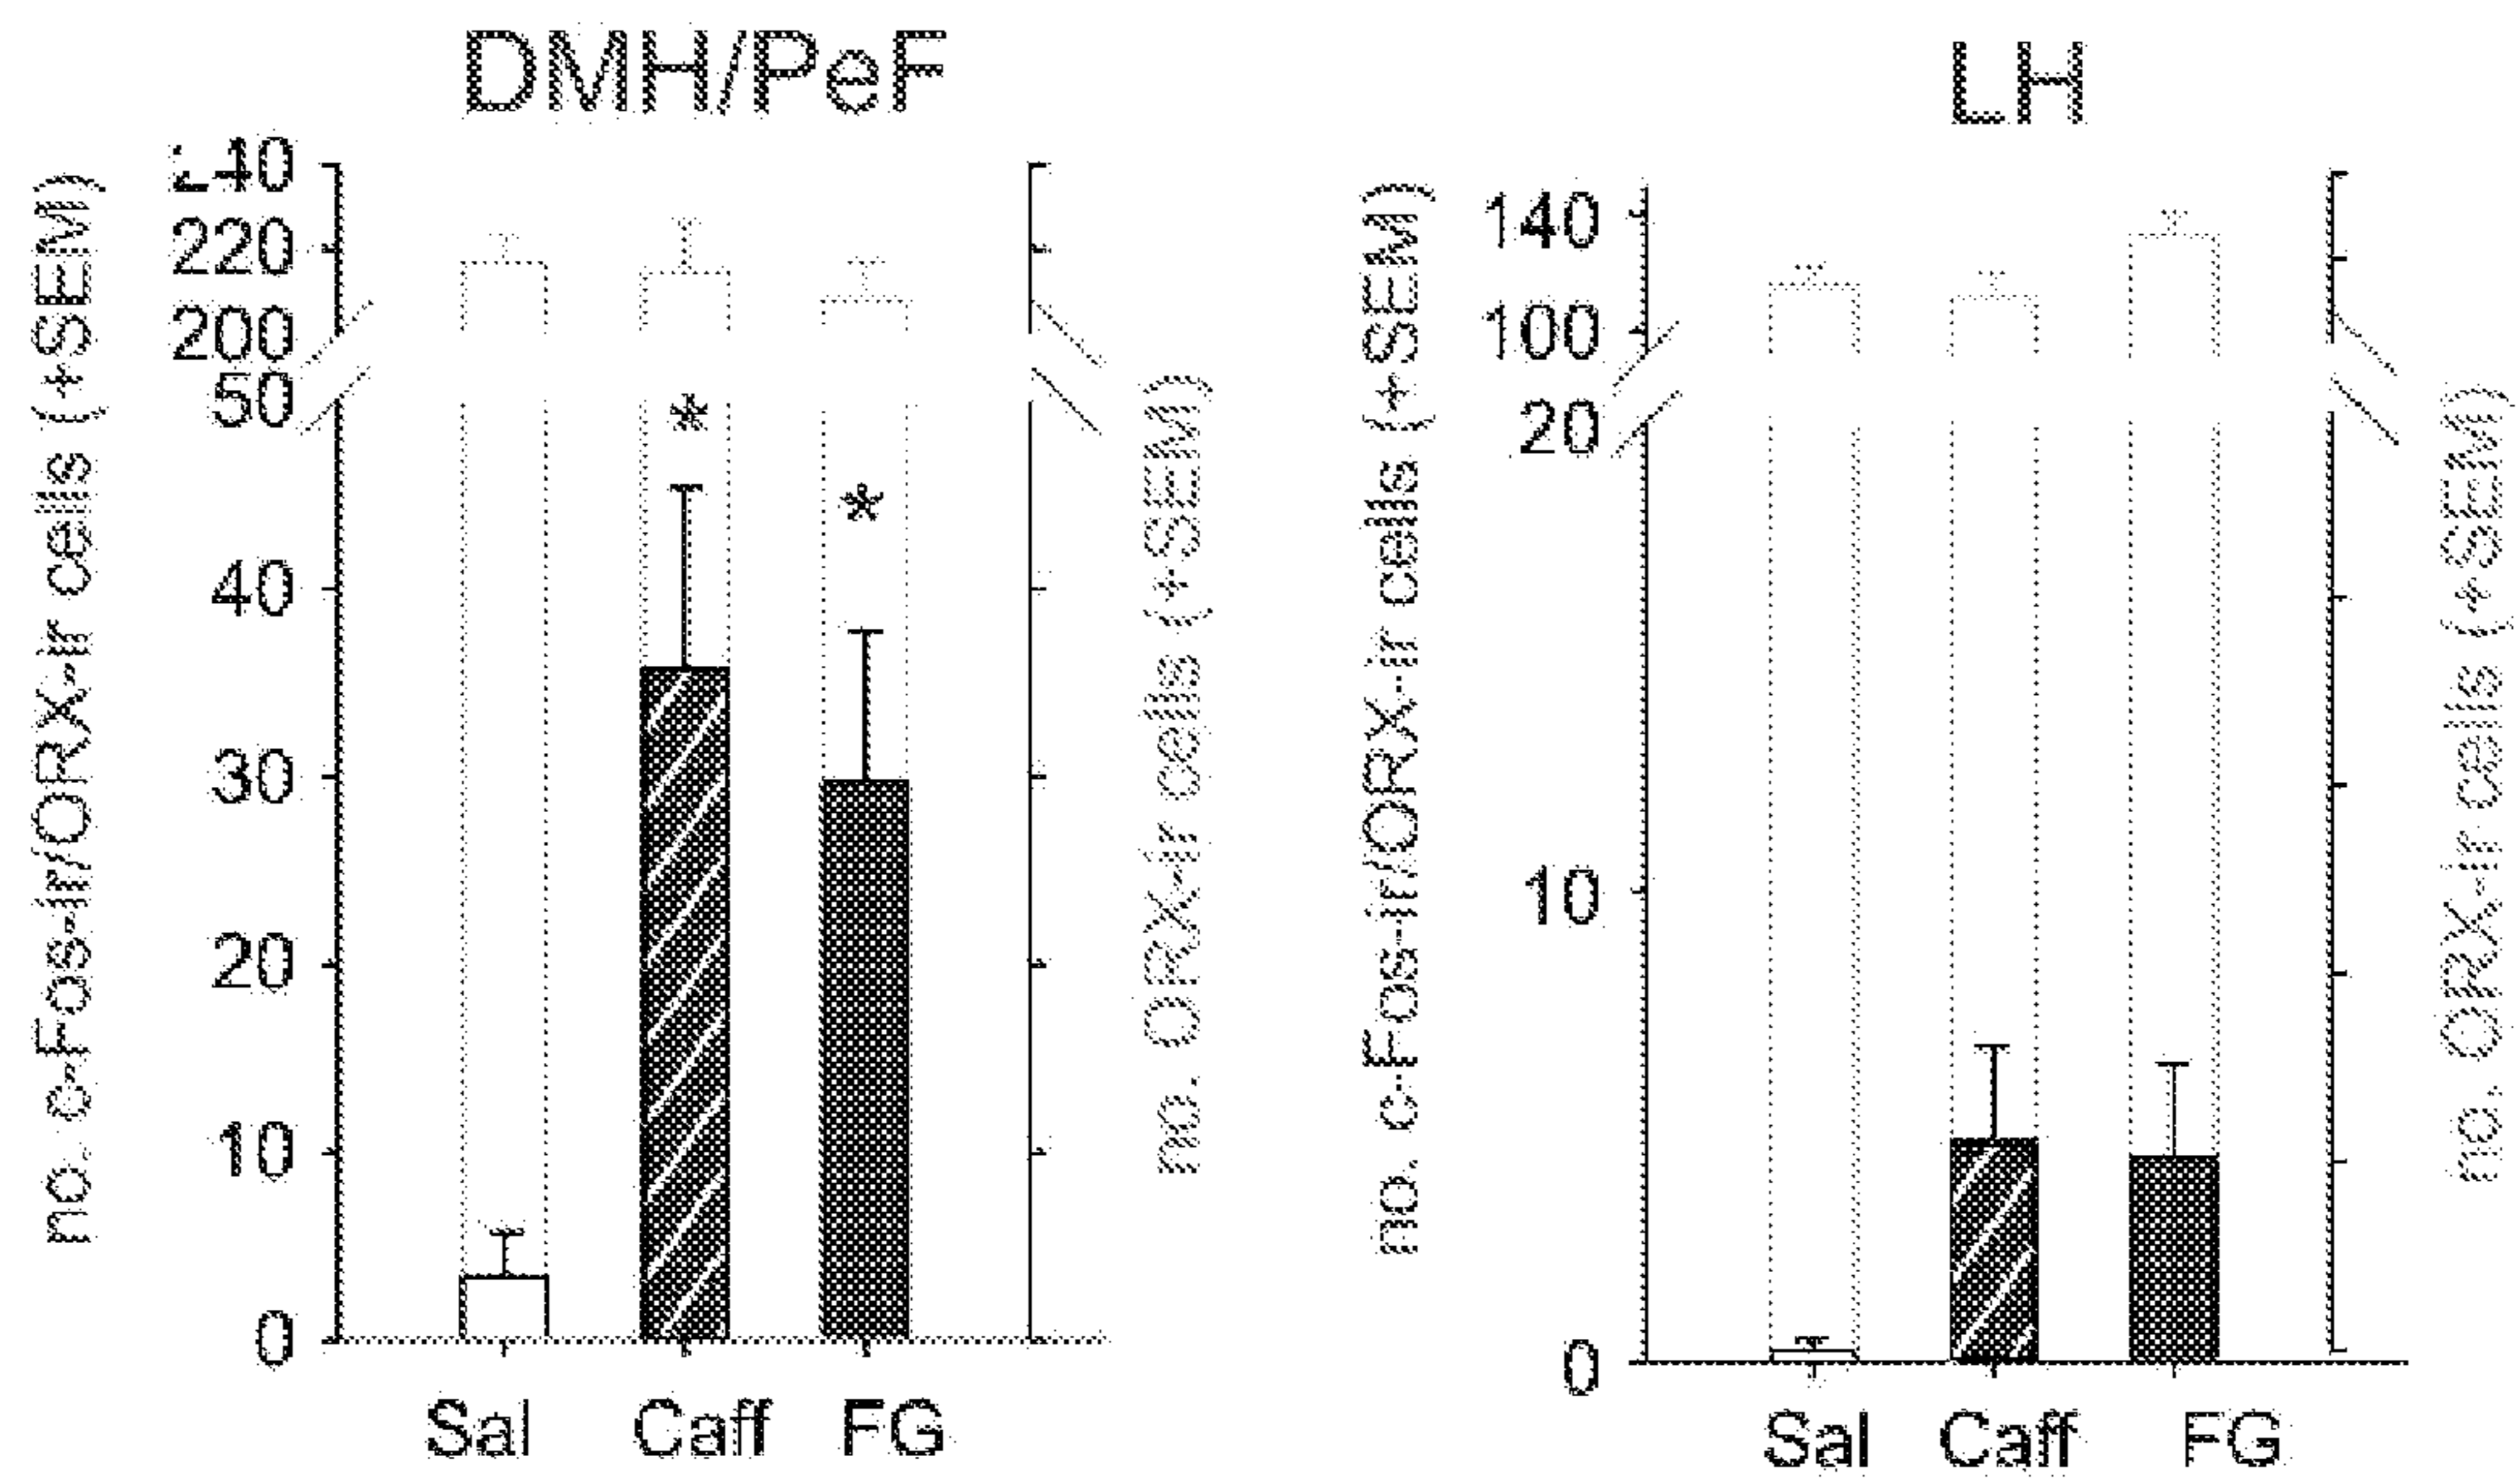 DMH/PeF
no. c-Fos-ir/ORX-ir cells (+SEM)
220
200
50
40
30
20
10
0
Sal Caff FG
no. ORX-ir cells (+SEM)
*
*
LH
no. c-Fos-ir/ORX-ir cells (+SEM)
140
100
20
10
0
Sal Caff FG
no. ORX-ir cells (+SEM)